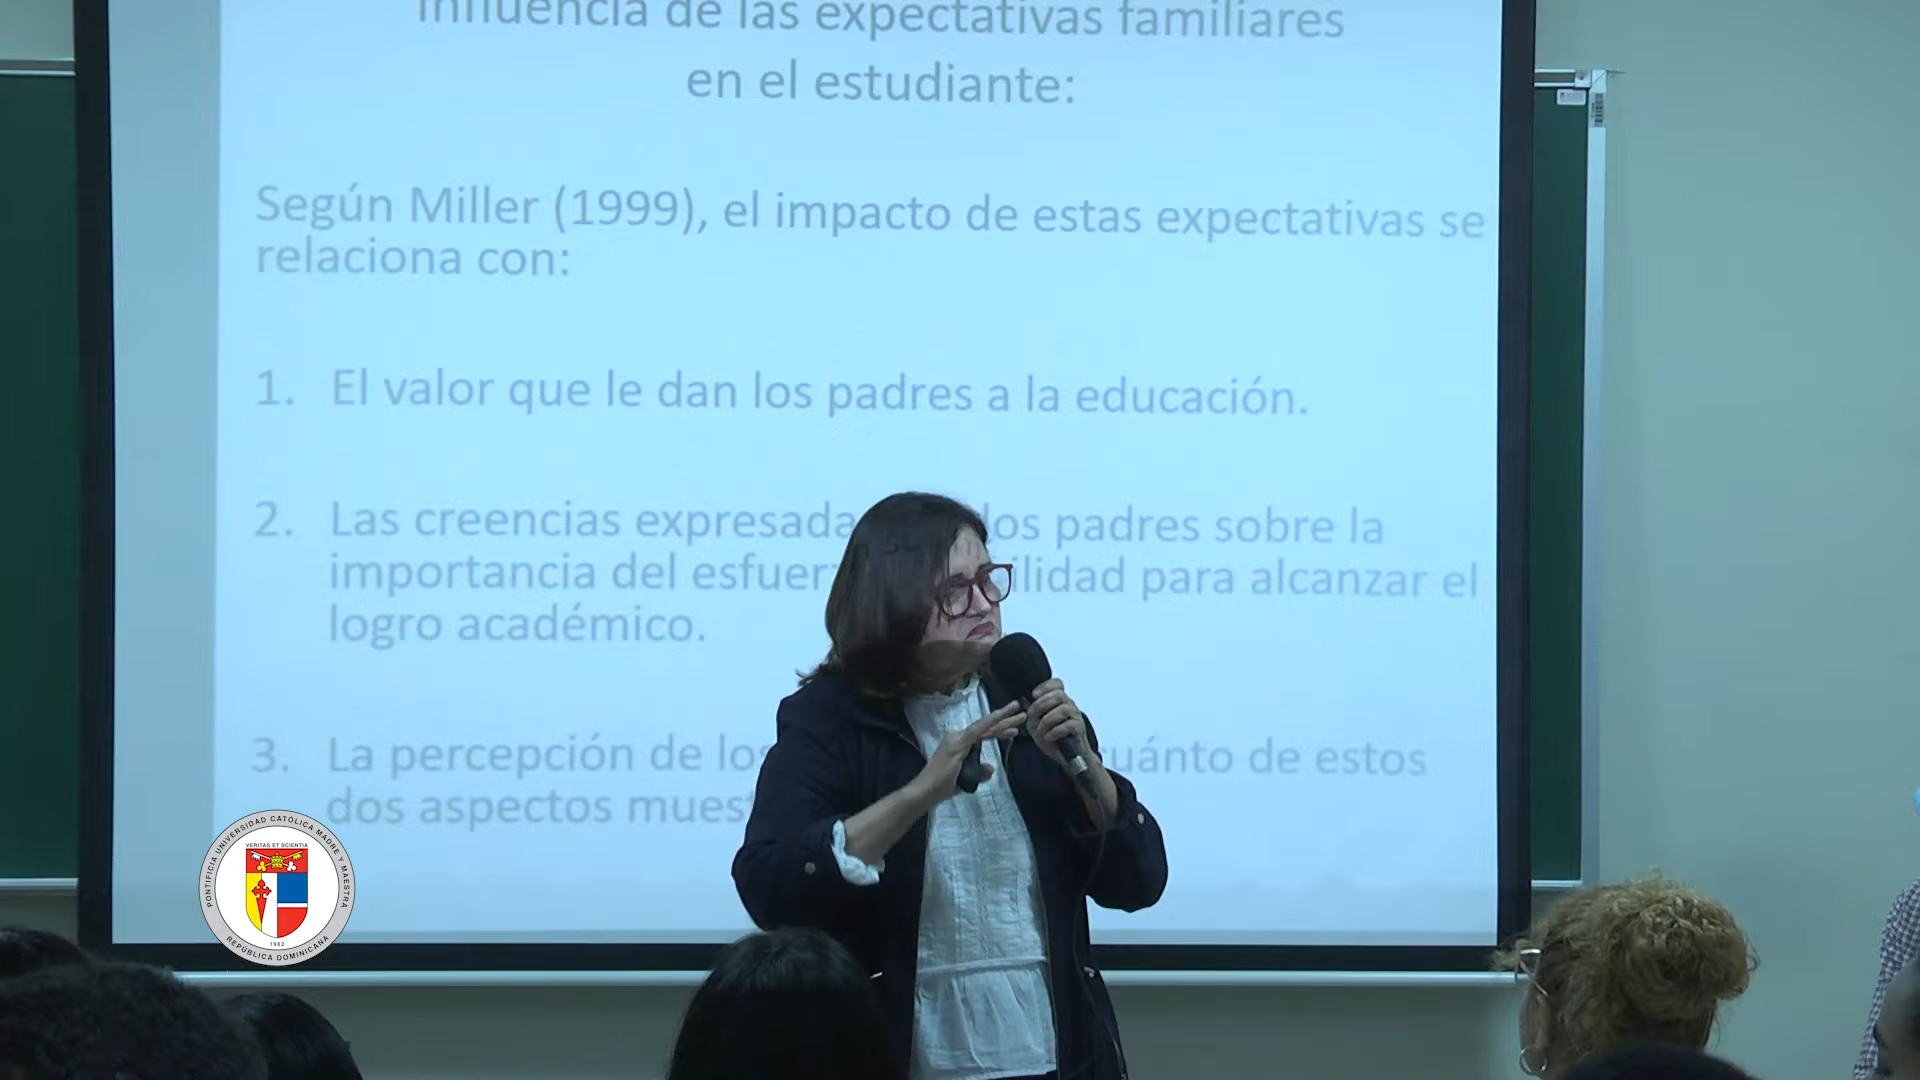 Influencia de las expectativas familiares
en el estudiante:
Según Miller (1999), el impacto de estas expectativas se
relaciona con:
1. El valor que le dan los padres a la educación.
2. Las creencias expresada los padres sobre la
importancia del esfuer ilidad para alcanzar el
logro académico.
3. La percepción de lo uánto de estos
dos aspectos mues
PONTIFICIA UNIVERSIDAD CATÓLICA MADRE Y MAESTRA
VERITAS ET SCIENTIA
1962
REPÚBLICA DOMINICANA